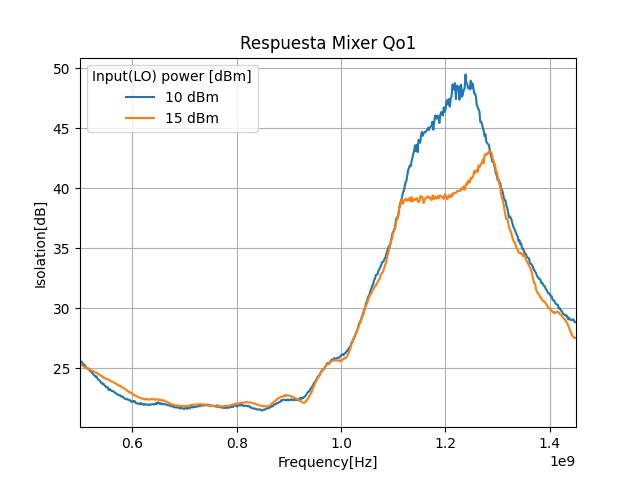 Respuesta Mixer Qo1
Input(LO) power [dBm]
10 dBm
15 dBm
50
45
40
35
30
25
Isolation[dB]
0.6 0.8 1.0 1.2 1.4
1e9
Frequency[Hz]